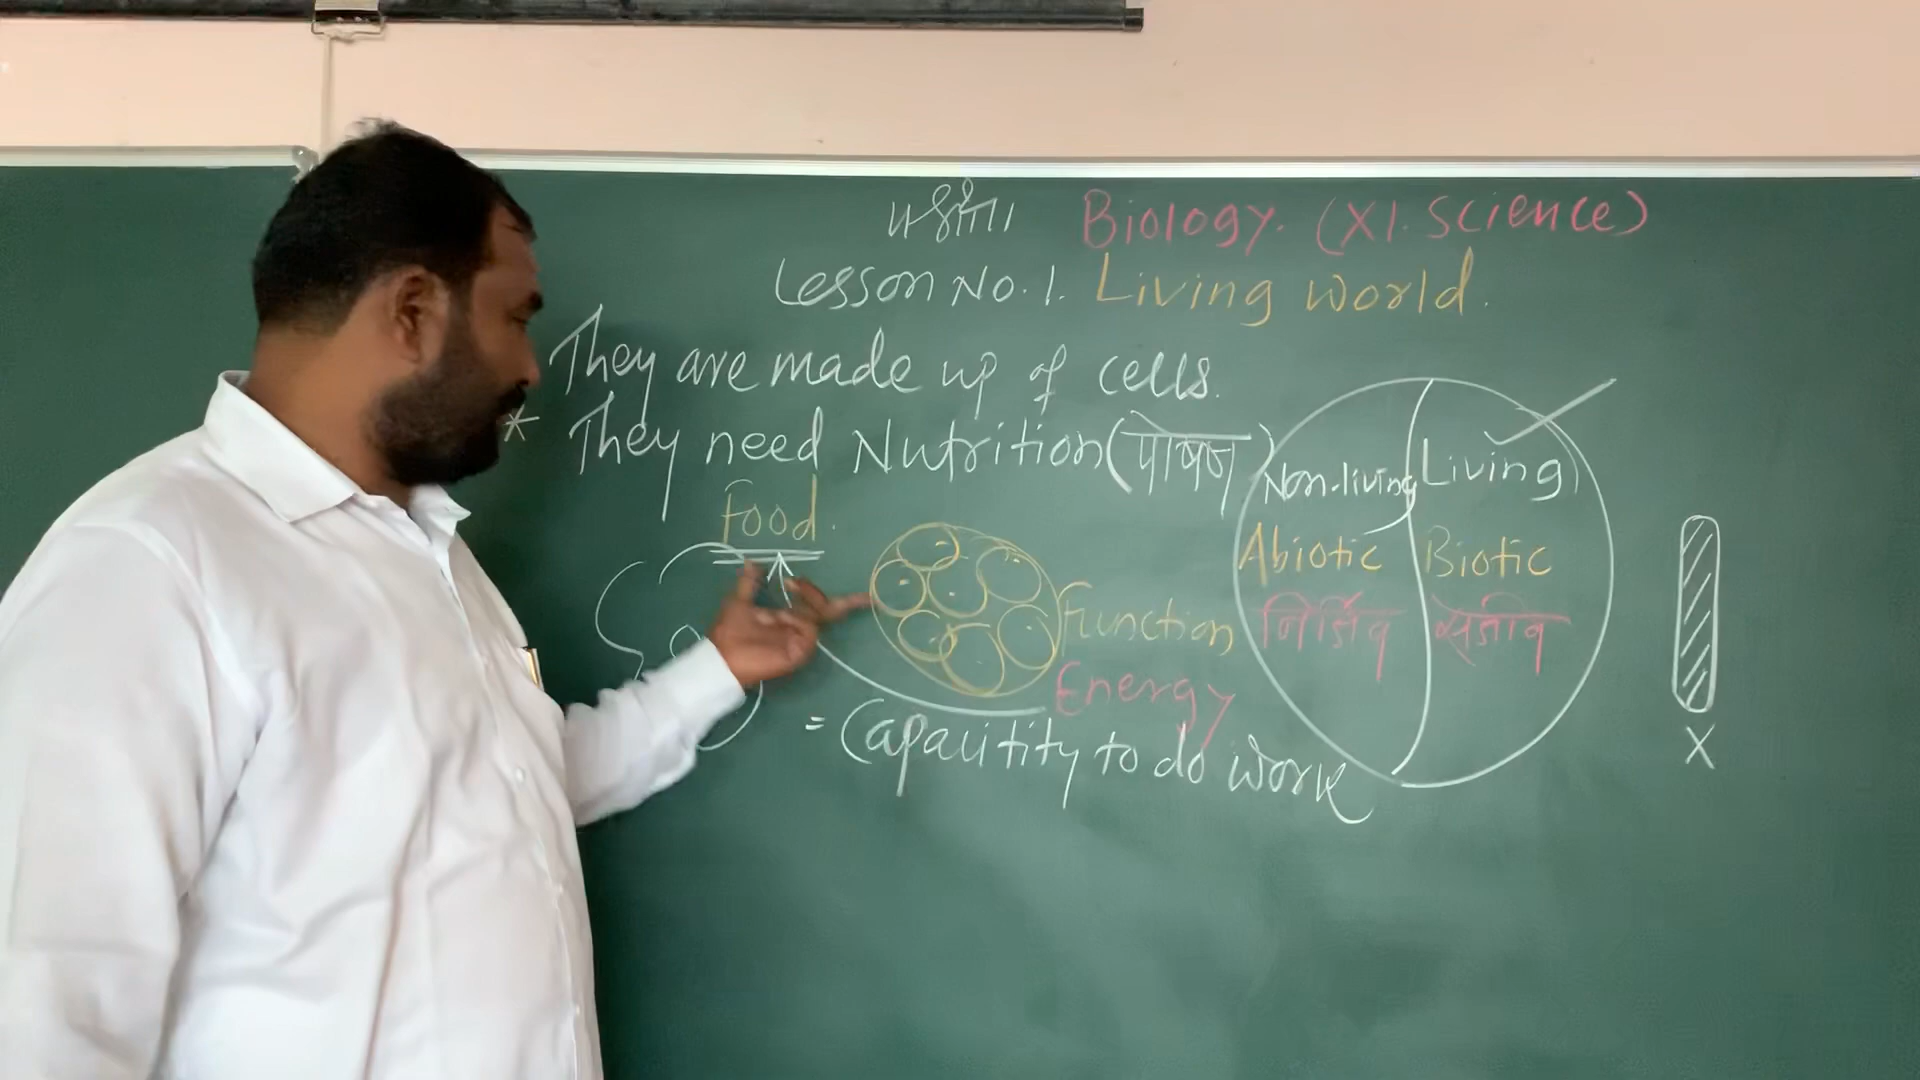 Biology. (XI. Science)
Lesson No. 1. Living world.
They are made up of cells.
* They need Nutrition (पोषण)
Food.
Function
Energy
= Capacitity to do work
Non-living Living
Abiotic Biotic
निर्जिव सजीव
X